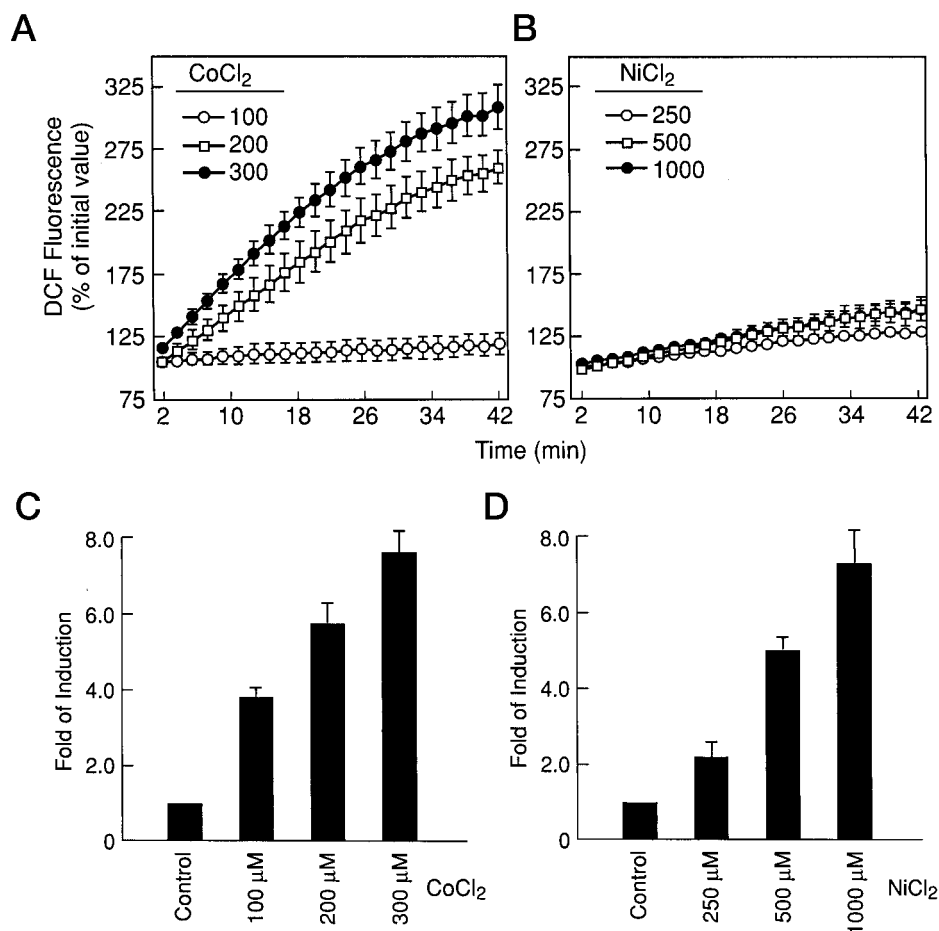 A
B
CoCl2
100
200
300
NiCl2
250
500
1000
DCF Fluorescence
(% of initial value)
325
275
225
175
125
75
325
275
225
175
125
75
2 10 18 26 34 42
2 10 18 26 34 42
Time (min)
C
D
Fold of Induction
8.0
6.0
4.0
2.0
0
Control
100 µM
200 µM
300 µM
CoCl2
Fold of Induction
8.0
6.0
4.0
2.0
0
Control
250 µM
500 µM
1000 µM
NiCl2